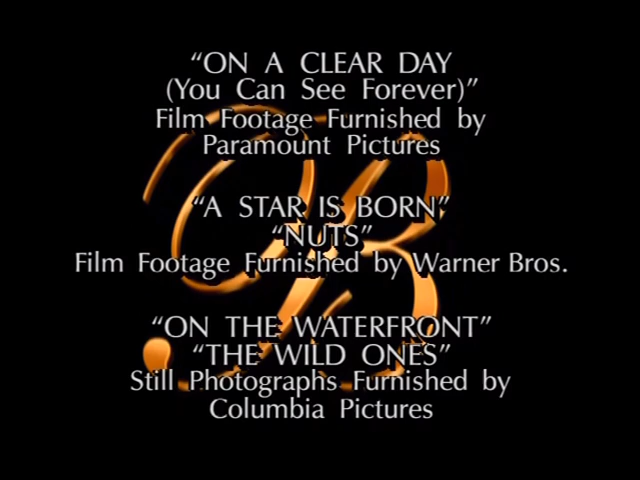 “ON A CLEAR DAY
(You Can See Forever)”
Film Footage Furnished by
Paramount Pictures
“A STAR IS BORN”
“NUTS”
Film Footage Furnished by Warner Bros.
“ON THE WATERFRONT”
“THE WILD ONES”
Still Photographs Furnished by
Columbia Pictures
B